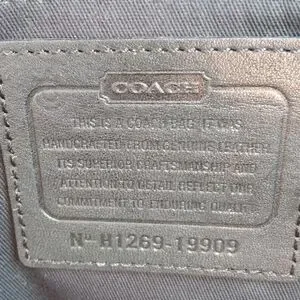 COACH
THIS IS A COACH BAG. IT WAS
HANDCRAFTED FROM GENUINE LEATHER.
ITS SUPERIOR CRAFTSMANSHIP AND
ATTENTION TO DETAIL REFLECT OUR
COMMITMENT TO ENDURING QUALITY.
Nº H1269-19909